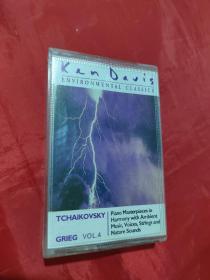 Ken Davis
ENVIRONMENTAL CLASSICS
TCHAIKOVSKY
GRIEG VOL.4
Piano Masterpieces in
Harmony with Ambient
Music, Voices, Strings and
Nature Sounds